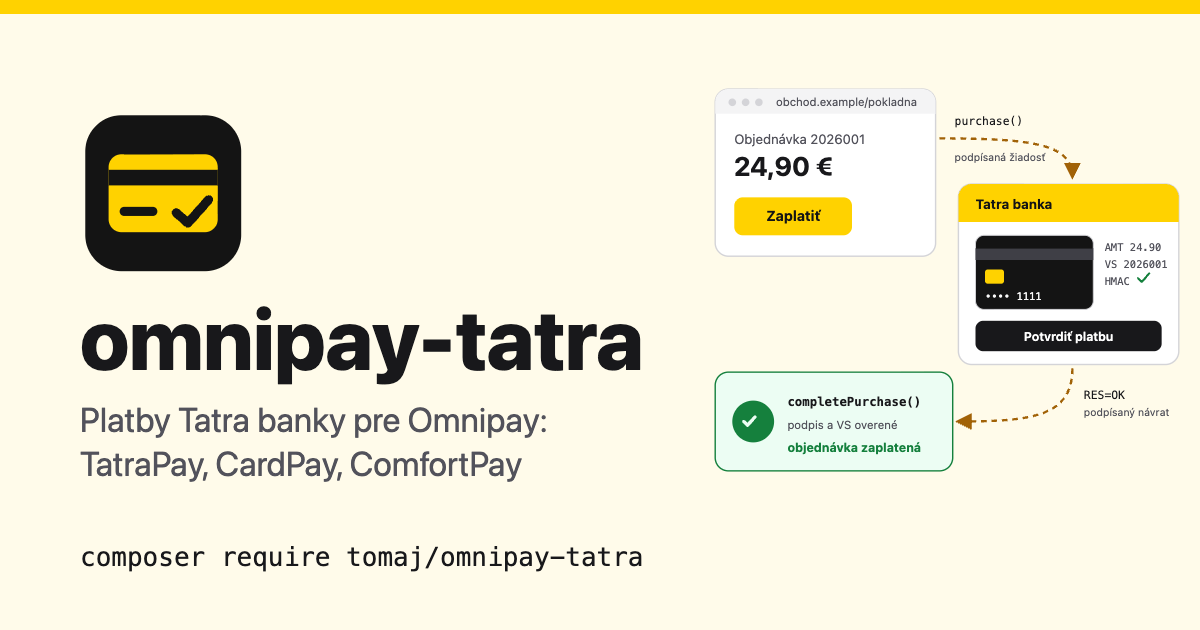 omnipay-tatra
Platby Tatra banky pre Omnipay:
TatraPay, CardPay, ComfortPay
composer require tomaj/omnipay-tatra
obchod.example/pokladna
Objednávka 2026001
24,90 €
Zaplatiť
purchase()
podpísaná žiadosť
Tatra banka
AMT 24.90
VS 2026001
HMAC
•••• 1111
Potvrdiť platbu
RES=OK
podpísaný návrat
completePurchase()
podpis a VS overené
objednávka zaplatená